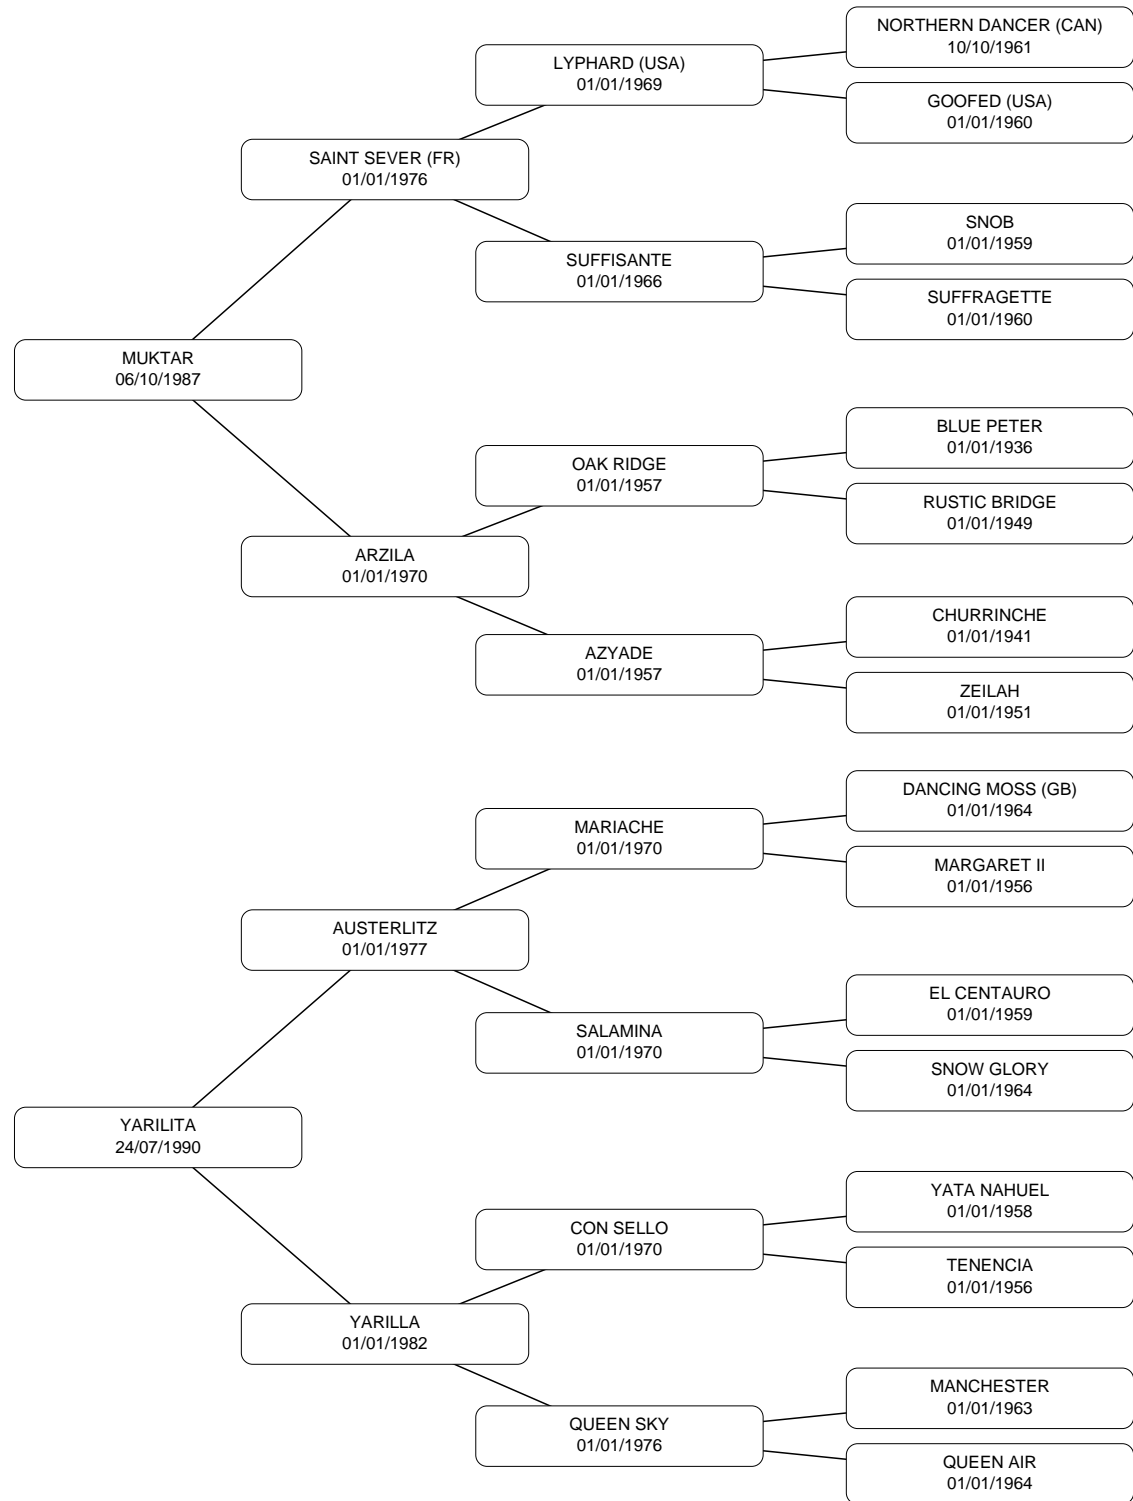 NORTHERN DANCER (CAN)
10/10/1961
LYPHARD (USA)
01/01/1969
GOOFED (USA)
01/01/1960
SAINT SEVER (FR)
01/01/1976
SNOB
01/01/1959
SUFFISANTE
01/01/1966
SUFFRAGETTE
01/01/1960
MUKTAR
06/10/1987
BLUE PETER
01/01/1936
OAK RIDGE
01/01/1957
RUSTIC BRIDGE
01/01/1949
ARZILA
01/01/1970
CHURRINCHE
01/01/1941
AZYADE
01/01/1957
ZEILAH
01/01/1951
DANCING MOSS (GB)
01/01/1964
MARIACHE
01/01/1970
MARGARET II
01/01/1956
AUSTERLITZ
01/01/1977
EL CENTAURO
01/01/1959
SALAMINA
01/01/1970
SNOW GLORY
01/01/1964
YARILITA
24/07/1990
YATA NAHUEL
01/01/1958
CON SELLO
01/01/1970
TENENCIA
01/01/1956
YARILLA
01/01/1982
MANCHESTER
01/01/1963
QUEEN SKY
01/01/1976
QUEEN AIR
01/01/1964